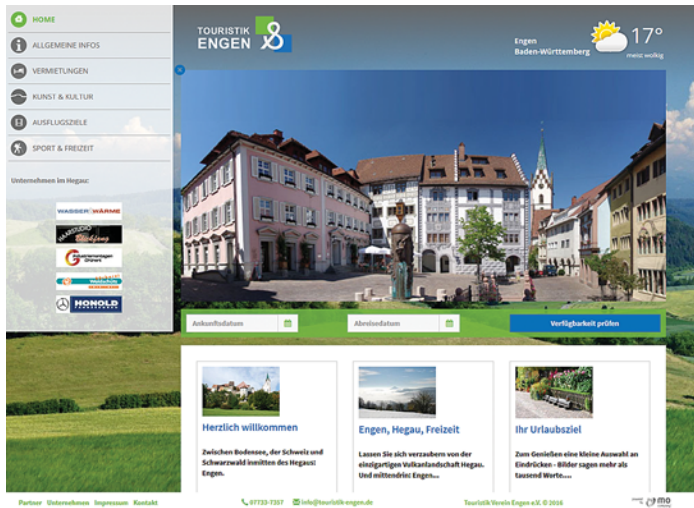 HOME
ALLGEMEINE INFOS
VERMIETUNGEN
KUNST & KULTUR
AUSFLUGSZIELE
SPORT & FREIZEIT
Unternehmen im Hegau:
WASSER WÄRME
HAARSTUDIO
Blickfang
HONOLD
TOURISTIK
ENGEN
Engen
Baden-Württemberg
17°
meist wolkig
Ankunftsdatum
Abreisedatum
Verfügbarkeit prüfen
Herzlich willkommen
Zwischen Bodensee, der Schweiz und
Schwarzwald inmitten des Hegaus:
Engen.
Engen, Hegau, Freizeit
Lassen Sie sich verzaubern von der
einzigartigen Vulkanlandschaft Hegau.
Und mittendrin: Engen....
Ihr Urlaubsziel
Zum Genießen eine kleine Auswahl an
Eindrücken - Bilder sagen mehr als
tausend Worte....
Partner Unternehmen Impressum Kontakt
07733-7357 info@touristik-engen.de
Touristik Verein Engen e.V. © 2016
mo